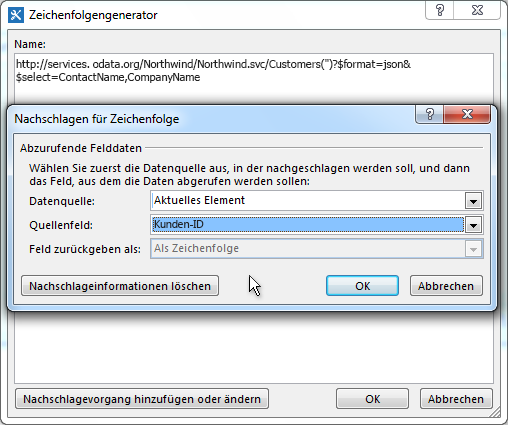 Zeichenfolgengenerator
Name:
http://services. odata.org/Northwind/Northwind.svc/Customers('')?$format=json&
$select=ContactName,CompanyName
Nachschlagen für Zeichenfolge
Abzurufende Felddaten
Wählen Sie zuerst die Datenquelle aus, in der nachgeschlagen werden soll, und dann
das Feld, aus dem die Daten abgerufen werden sollen:
Datenquelle: Aktuelles Element
Quellenfeld: Kunden-ID
Feld zurückgeben als: Als Zeichenfolge
Nachschlageinformationen löschen OK Abbrechen
Nachschlagevorgang hinzufügen oder ändern OK Abbrechen